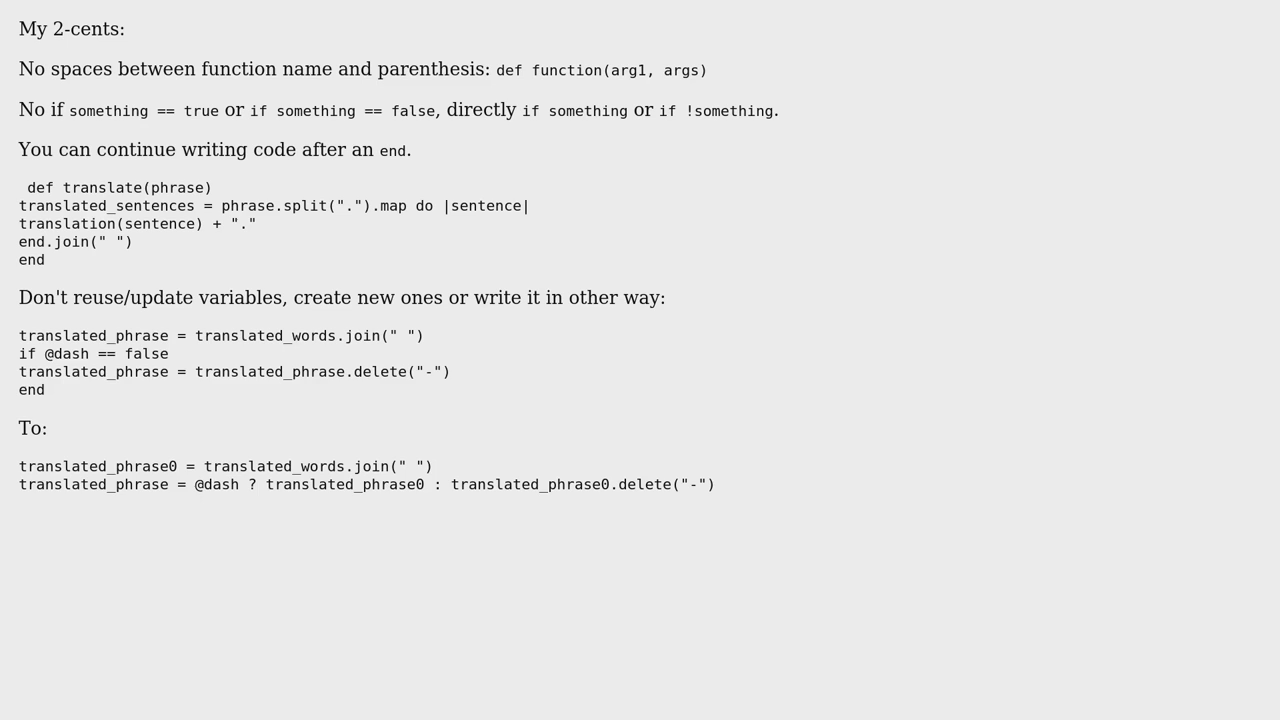 My 2-cents:
No spaces between function name and parenthesis: def function(arg1, args)
No if something == true or if something == false, directly if something or if !something.
You can continue writing code after an end.
def translate(phrase)
translated_sentences = phrase.split(".").map do |sentence|
translation(sentence) + "."
end.join(" ")
end
Don't reuse/update variables, create new ones or write it in other way:
translated_phrase = translated_words.join(" ")
if @dash == false
translated_phrase = translated_phrase.delete("-")
end
To:
translated_phrase0 = translated_words.join(" ")
translated_phrase = @dash ? translated_phrase0 : translated_phrase0.delete("-")